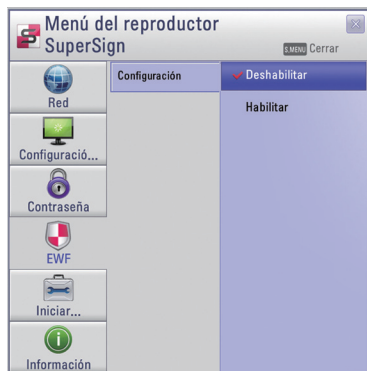 Menú del reproductor
SuperSign
S.MENU Cerrar
Red
Configuració...
Contraseña
EWF
Iniciar...
Información
Configuración
Deshabilitar
Habilitar